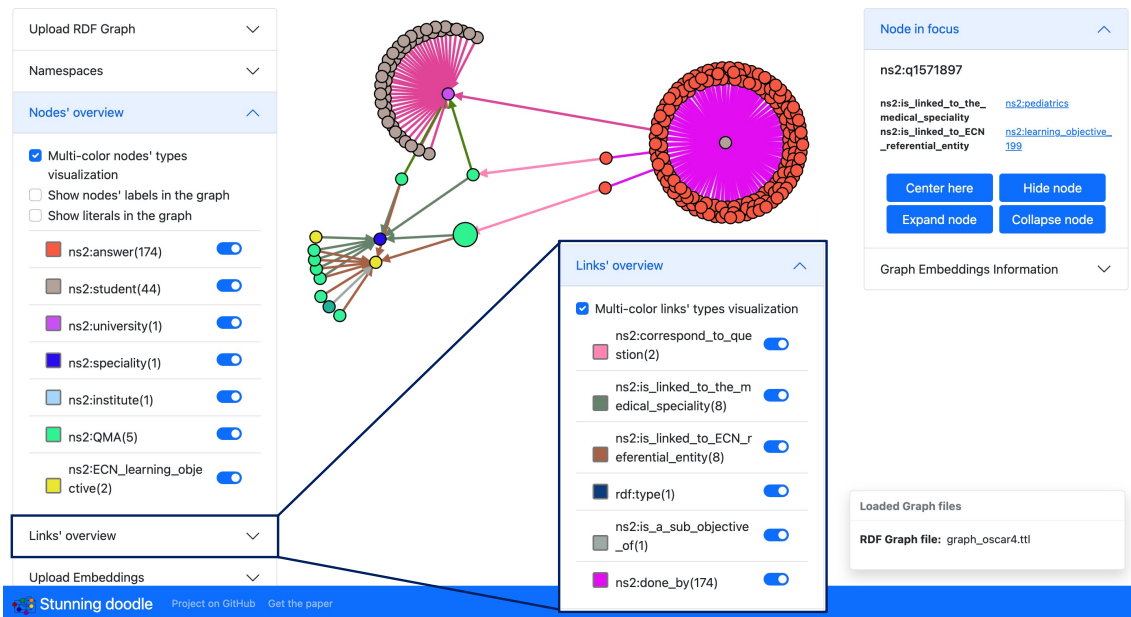 Upload RDF Graph
Namespaces
Nodes' overview
Multi-color nodes' types
visualization
Show nodes' labels in the graph
Show literals in the graph
ns2:answer(174)
ns2:student(44)
ns2:university(1)
ns2:speciality(1)
ns2:institute(1)
ns2:QMA(5)
ns2:ECN_learning_obje
ctive(2)
Links' overview
Upload Embeddings
Links' overview
Multi-color links' types visualization
ns2:correspond_to_que
stion(2)
ns2:is_linked_to_the_m
edical_speciality(8)
ns2:is_linked_to_ECN_r
eferential_entity(8)
rdf:type(1)
ns2:is_a_sub_objective
_of(1)
ns2:done_by(174)
Node in focus
ns2:q1571897
ns2:is_linked_to_the_ ns2:pediatrics
medical_speciality
ns2:is_linked_to_ECN ns2:learning_objective_
_referential_entity 199
Center here Hide node
Expand node Collapse node
Graph Embeddings Information
Loaded Graph files
RDF Graph file: graph_oscar4.ttl
Stunning doodle Project on GitHub Get the paper